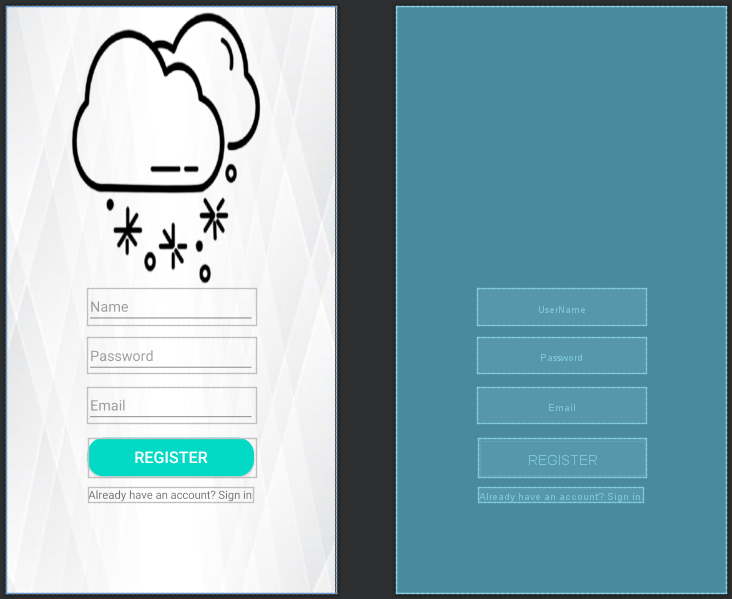 Name
Password
Email
REGISTER
Already have an account? Sign in
UserName
Password
Email
REGISTER
Already have an account? Sign in